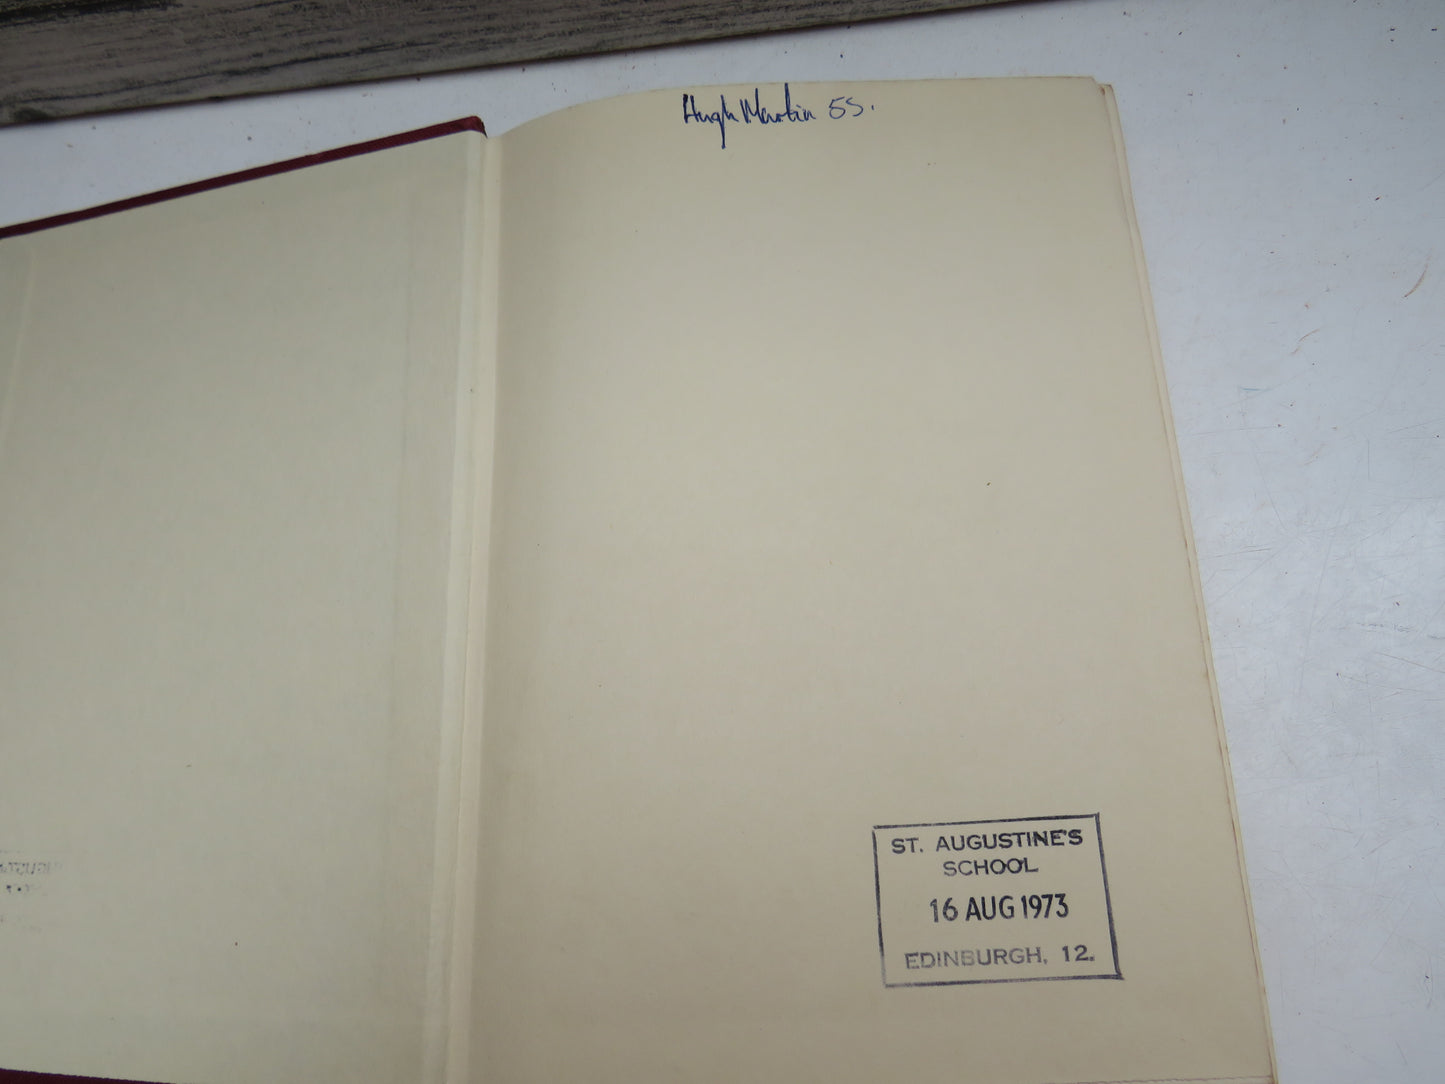 Hugh Martin 5S.
ST. AUGUSTINE'S
SCHOOL
16 AUG 1973
EDINBURGH, 12.